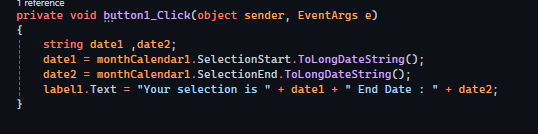 1 reference
private void button1_Click(object sender, EventArgs e)
{
string date1 ,date2;
date1 = monthCalendar1.SelectionStart.ToLongDateString();
date2 = monthCalendar1.SelectionEnd.ToLongDateString();
label1.Text = "Your selection is " + date1 + " End Date : " + date2;
}